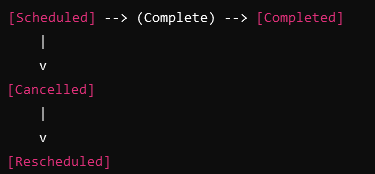 [Scheduled] --> (Complete) --> [Completed]
    |
    v
[Cancelled]
    |
    v
[Rescheduled]